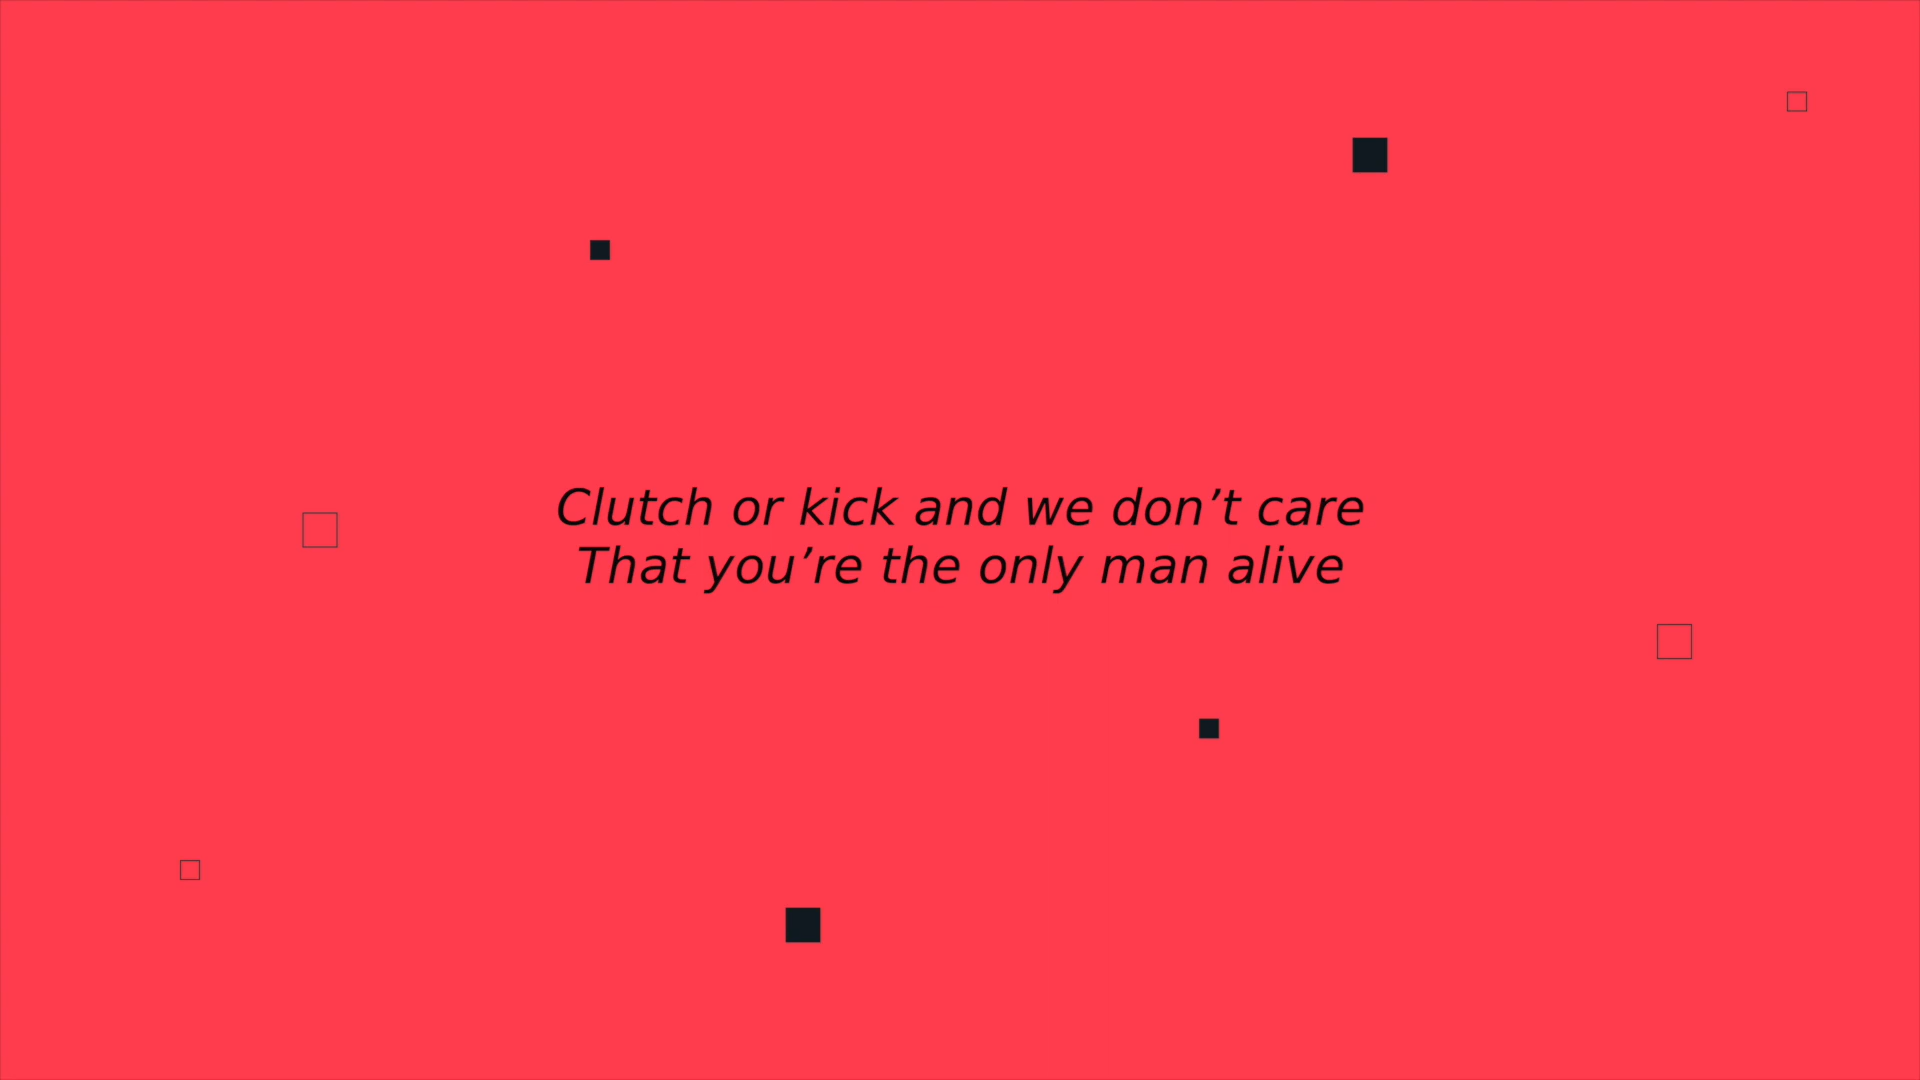 Clutch or kick and we don’t care
That you’re the only man alive